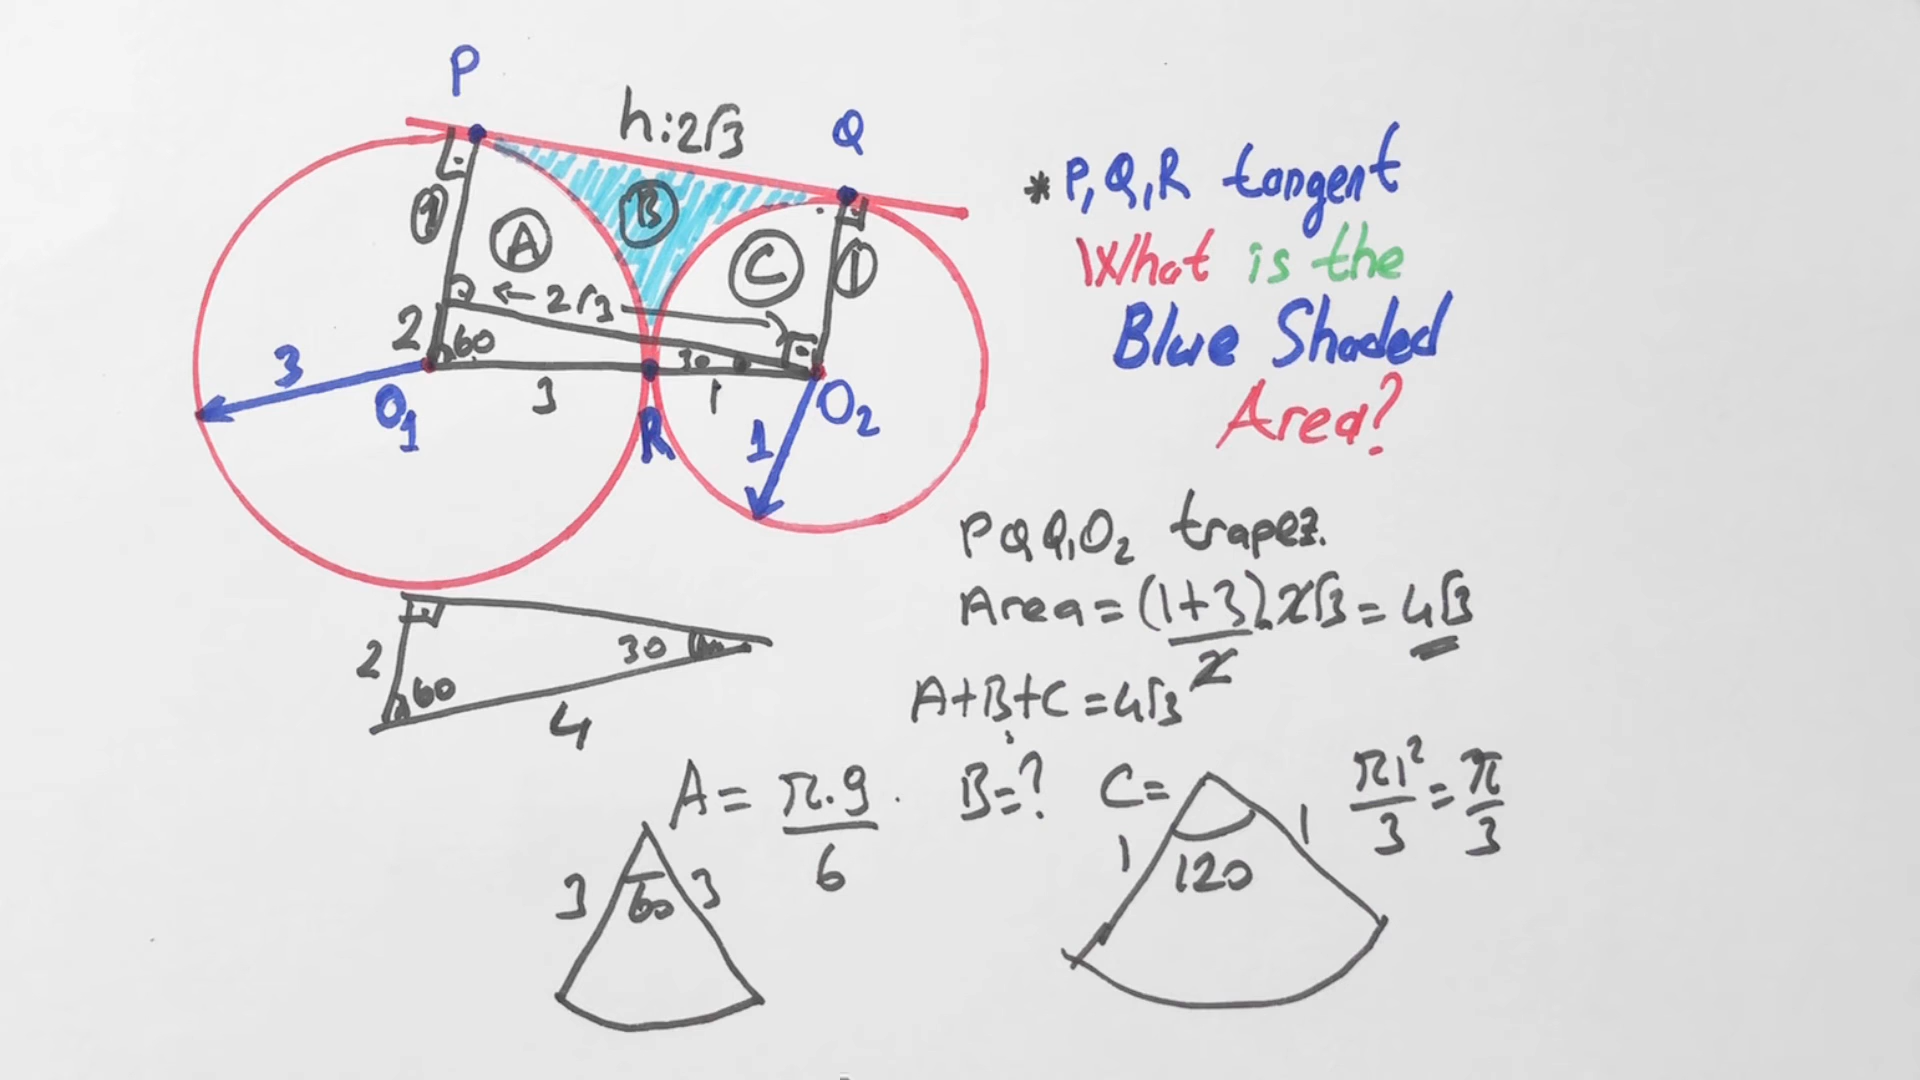 P
h:2√3
Q
B
1
A
C
1
←2√3
2
60
30
3
3
1
O₁
R
1
O₂
* P,Q,R tangent
What is the
Blue Shaded
Area?
PQO₁O₂ trapez.
Area = (1+3)/2 . 2√3 = 4√3
2
60
30
4
A+B+C = 4√3
A = π.9/6 . B=? C= π1²/3 = π/3
3
60
3
1
120
1